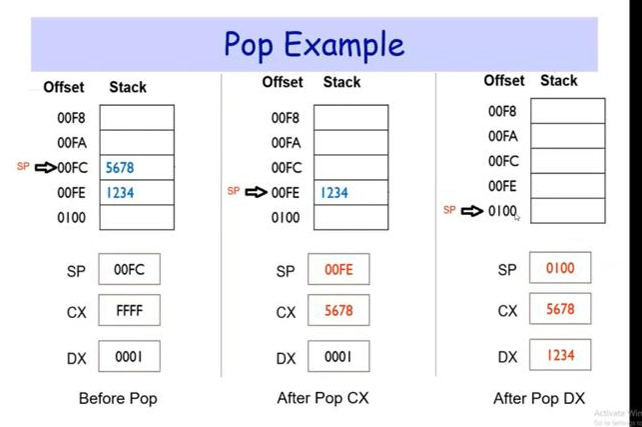 Pop Example
Offset Stack
00F8
00FA
SP 00FC 5678
00FE 1234
0100
SP 00FC
CX FFFF
DX 0001
Before Pop
Offset Stack
00F8
00FA
00FC
SP 00FE 1234
0100
SP 00FE
CX 5678
DX 0001
After Pop CX
Offset Stack
00F8
00FA
00FC
00FE
SP 0100
SP 0100
CX 5678
DX 1234
After Pop DX
Activate Win